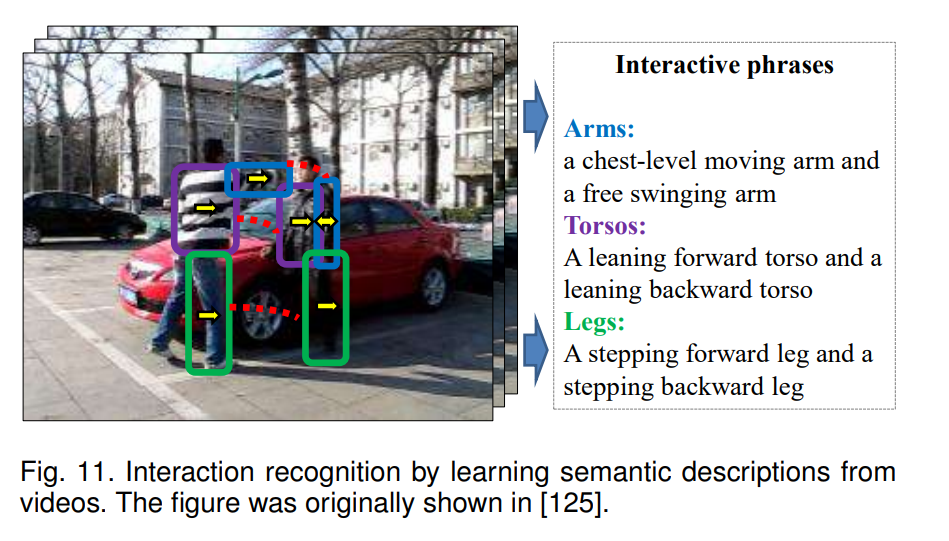 Interactive phrases
Arms:
a chest-level moving arm and
a free swinging arm
Torsos:
A leaning forward torso and a
leaning backward torso
Legs:
A stepping forward leg and a
stepping backward leg
Fig. 11. Interaction recognition by learning semantic descriptions from
videos. The figure was originally shown in [125].